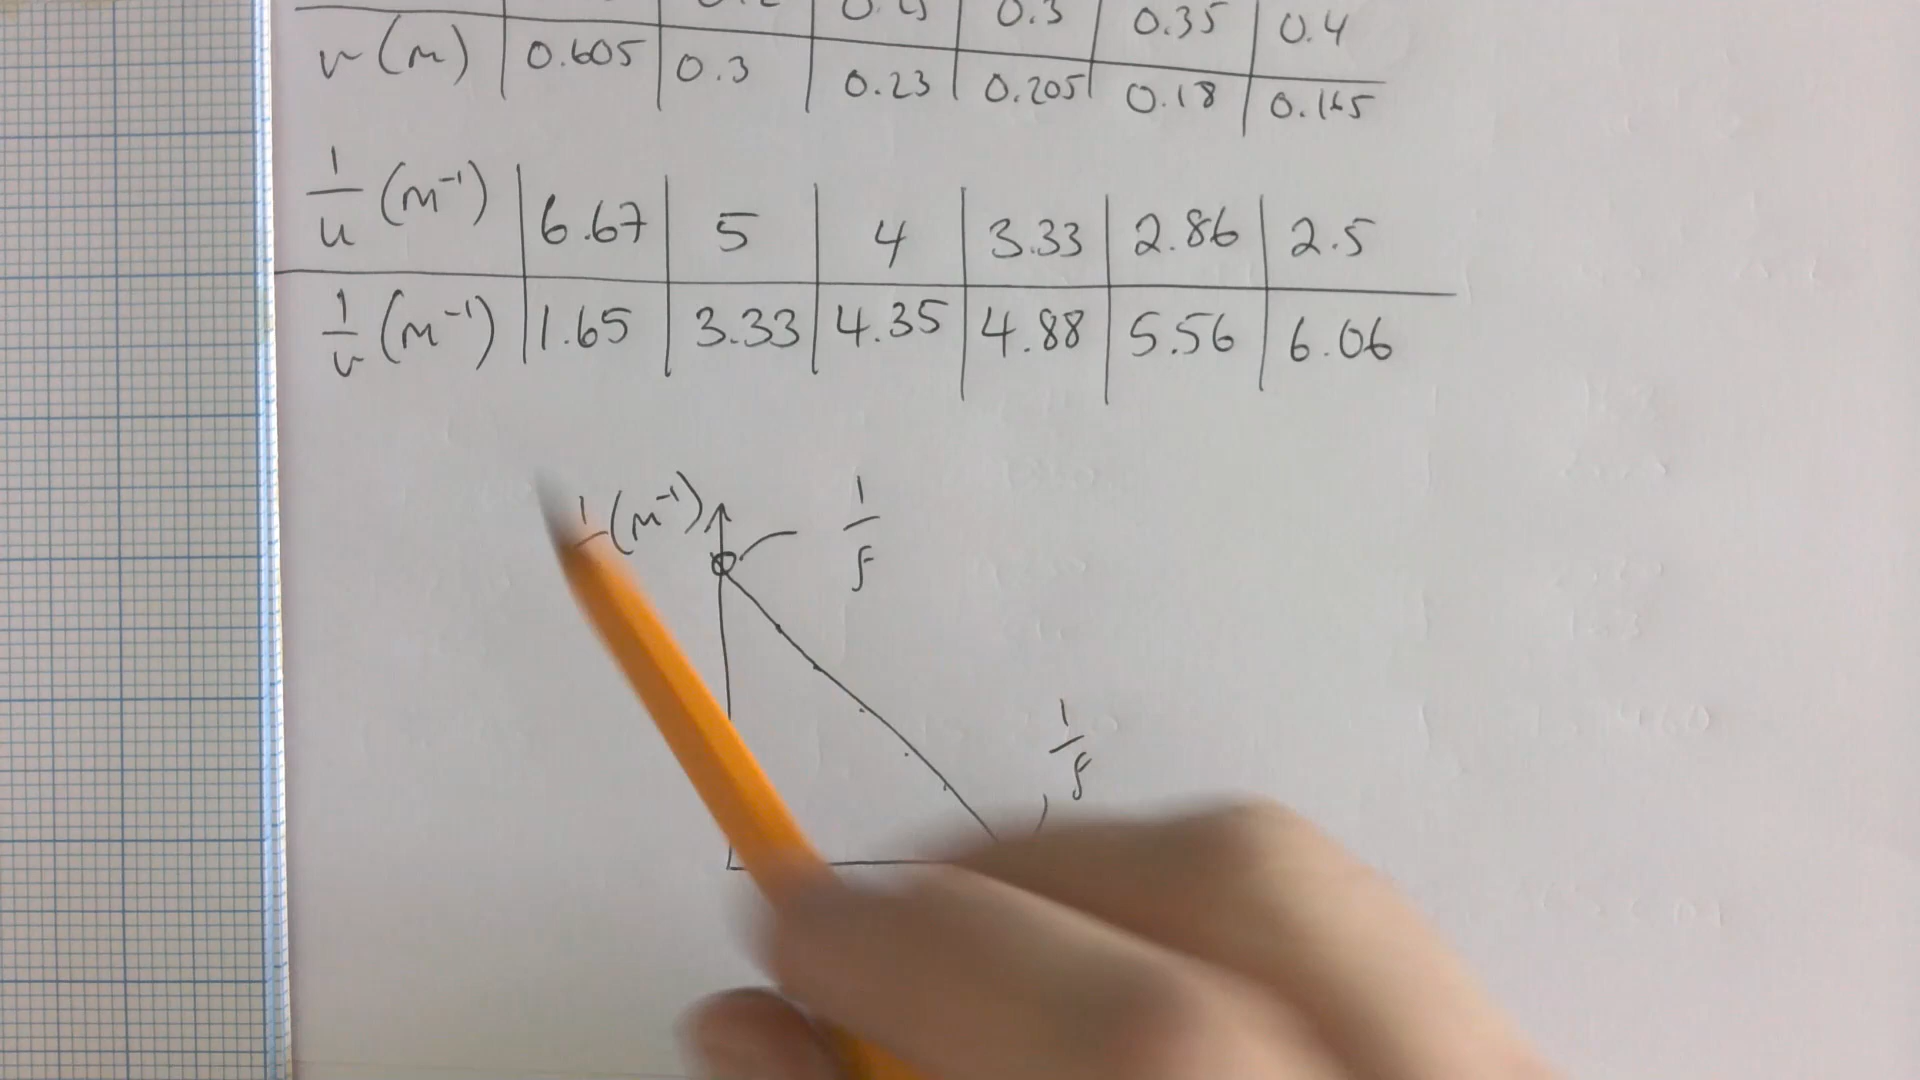 0.3 0.35 0.4
v (m) 0.605 0.3 0.23 0.205 0.18 0.165
1/u (m⁻¹) 6.67 5 4 3.33 2.86 2.5
1/v (m⁻¹) 1.65 3.33 4.35 4.88 5.56 6.06
(m⁻¹) 1/f
1/f